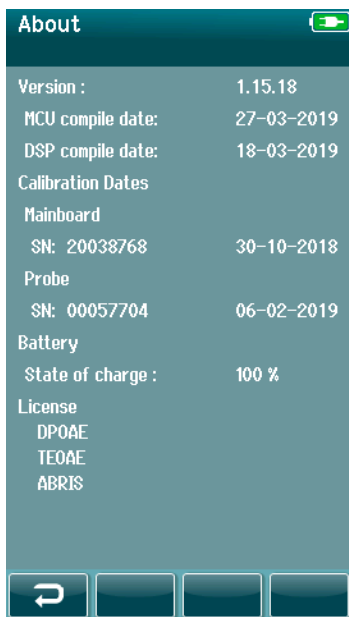 About
Version : 1.15.18
MCU compile date: 27-03-2019
DSP compile date: 18-03-2019
Calibration Dates
Mainboard
SN: 20038768 30-10-2018
Probe
SN: 00057704 06-02-2019
Battery
State of charge : 100 %
License
DPOAE
TEOAE
ABRIS